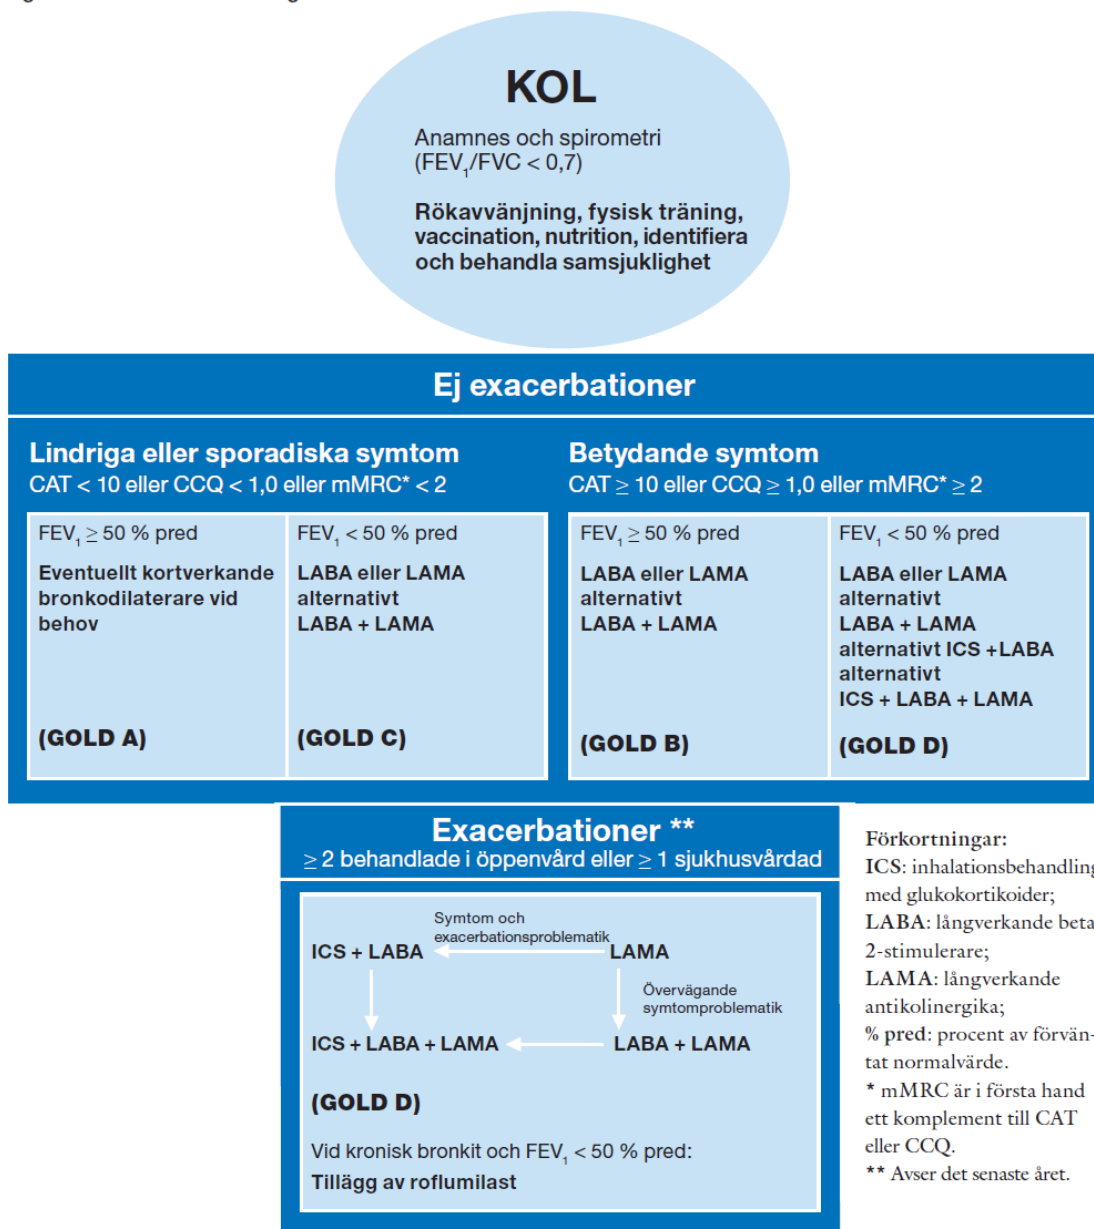 KOL
Anamnes och spirometri
(FEV₁/FVC < 0,7)
Rökavvänjning, fysisk träning,
vaccination, nutrition, identifiera
och behandla samsjuklighet
Ej exacerbationer
Lindriga eller sporadiska symtom
CAT < 10 eller CCQ < 1,0 eller mMRC* < 2
FEV₁ ≥ 50 % pred
Eventuellt kortverkande
bronkodilaterare vid
behov
(GOLD A)
FEV₁ < 50 % pred
LABA eller LAMA
alternativt
LABA + LAMA
(GOLD C)
Betydande symtom
CAT ≥ 10 eller CCQ ≥ 1,0 eller mMRC* ≥ 2
FEV₁ ≥ 50 % pred
LABA eller LAMA
alternativt
LABA + LAMA
(GOLD B)
FEV₁ < 50 % pred
LABA eller LAMA
alternativt
LABA + LAMA
alternativt ICS +LABA
alternativt
ICS + LABA + LAMA
(GOLD D)
Exacerbationer **
≥ 2 behandlade i öppenvård eller ≥ 1 sjukhusvårdad
Symtom och
exacerbationsproblematik
ICS + LABA
LAMA
Övervägande
symtomproblematik
ICS + LABA + LAMA
LABA + LAMA
(GOLD D)
Vid kronisk bronkit och FEV₁ < 50 % pred:
Tillägg av roflumilast
Förkortningar:
ICS: inhalationsbehandling
med glukokortikoider;
LABA: långverkande beta
2-stimulerare;
LAMA: långverkande
antikolinergika;
% pred: procent av förvän-
tat normalvärde.
* mMRC är i första hand
ett komplement till CAT
eller CCQ.
** Avser det senaste året.